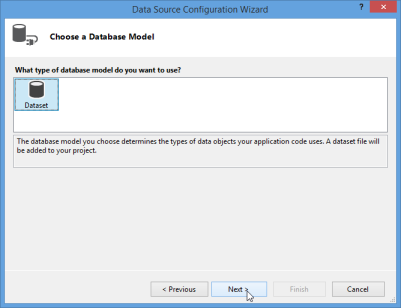 Data Source Configuration Wizard
?
Choose a Database Model
What type of database model do you want to use?
Dataset
The database model you choose determines the types of data objects your application code uses. A dataset file will
be added to your project.
< Previous
Next >
Finish
Cancel